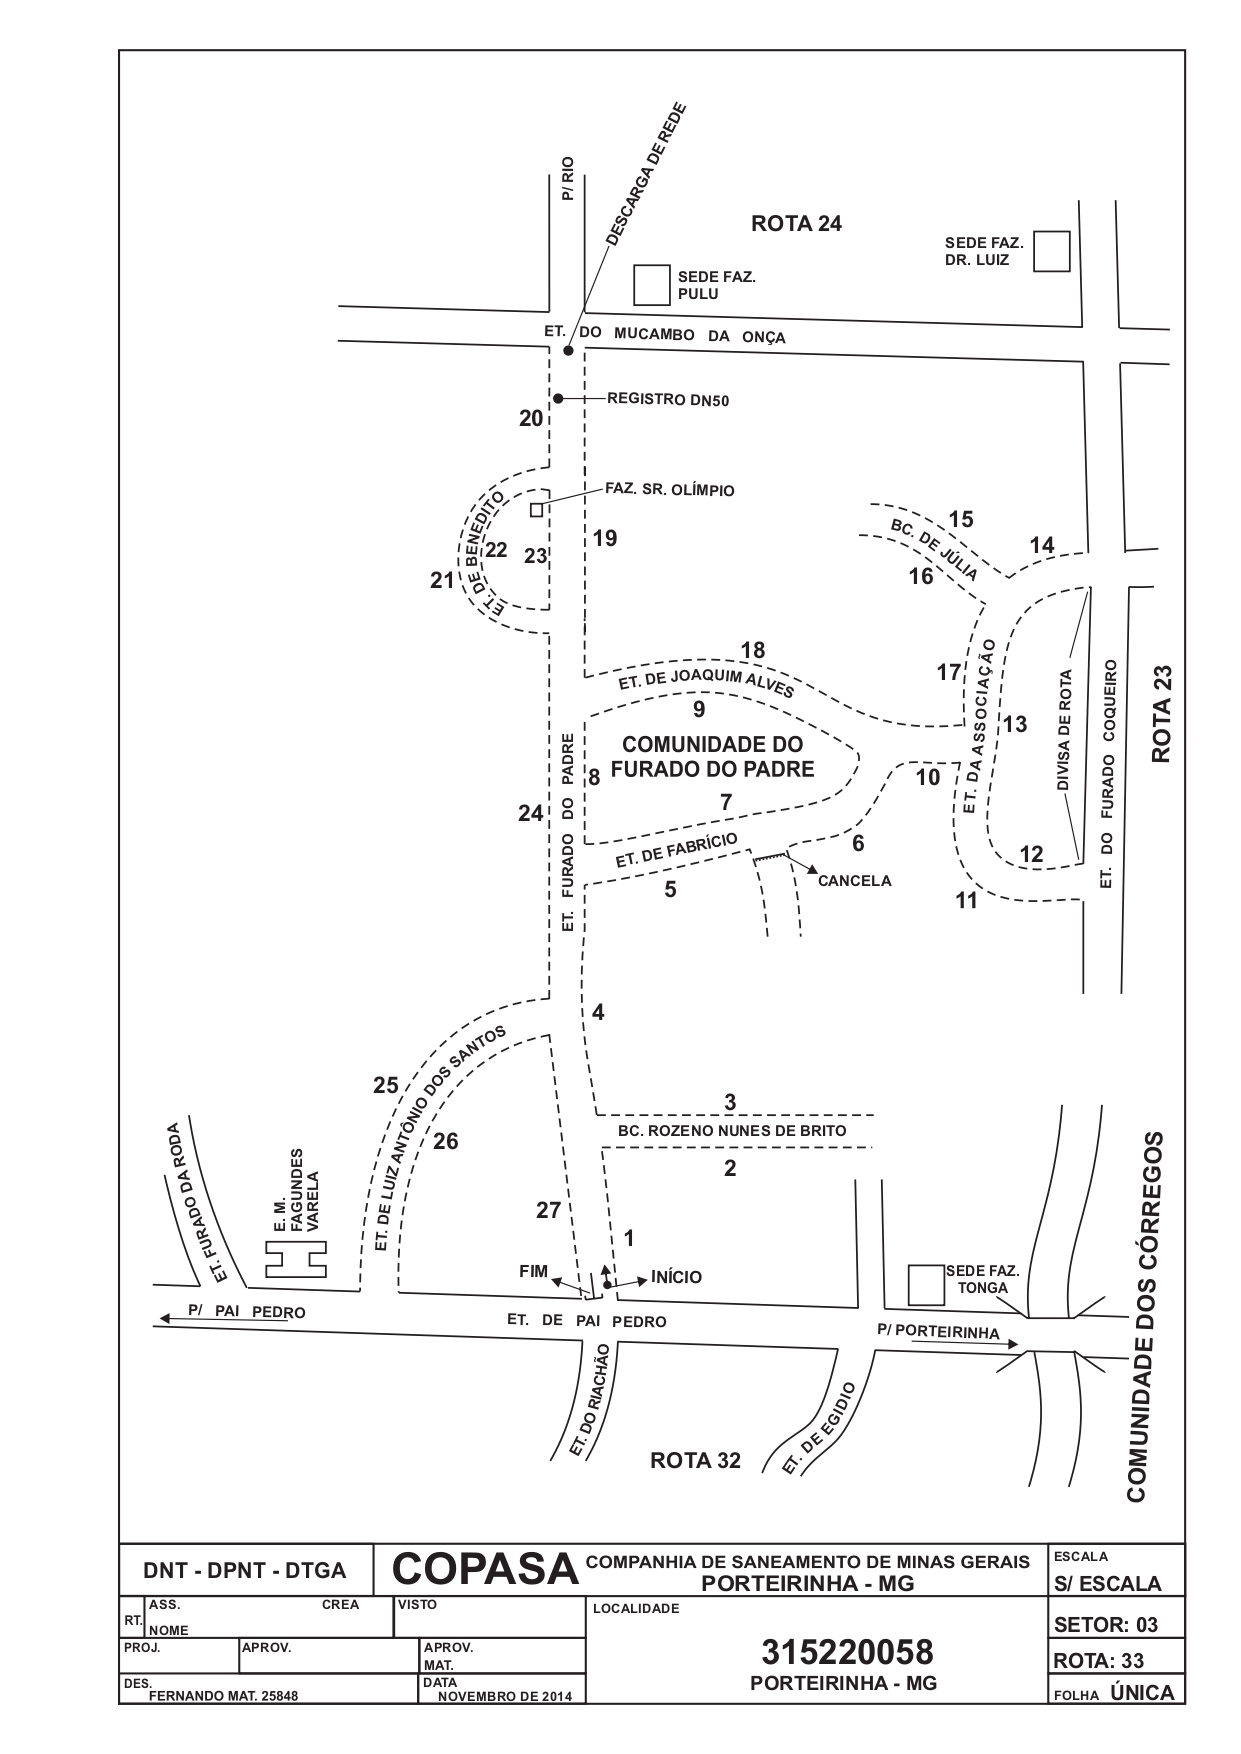 P/ RIO
DESCARGA DE REDE
ROTA 24
SEDE FAZ.
DR. LUIZ
SEDE FAZ.
PULU
ET. DO MUCAMBO DA ONÇA
REGISTRO DN50
20
FAZ. SR. OLÍMPIO
ET. DE BENEDITO
22
23
21
19
15
BC. DE JÚLIA
14
16
18
ET. DE JOAQUIM ALVES
9
17
ET. DA ASSOCIAÇÃO
13
DIVISA DE ROTA
ET. DO FURADO COQUEIRO
ROTA 23
COMUNIDADE DO
FURADO DO PADRE
8
10
7
24
ET. FURADO DO PADRE
ET. DE FABRÍCIO
6
12
5
CANCELA
11
4
25
ET. DE LUIZ ANTÔNIO DOS SANTOS
26
3
BC. ROZENO NUNES DE BRITO
2
ET. FURADO DA RODA
E. M.
FAGUNDES
VARELA
27
1
FIM
INÍCIO
SEDE FAZ.
TONGA
COMUNIDADE DOS CÓRREGOS
P/ PAI PEDRO
ET. DE PAI PEDRO
P/ PORTEIRINHA
ET. DO RIACHÃO
ET. DE EGIDIO
ROTA 32
DNT - DPNT - DTGA
COPASA
COMPANHIA DE SANEAMENTO DE MINAS GERAIS
PORTEIRINHA - MG
ESCALA
S/ ESCALA
RT.
ASS.
CREA
NOME
VISTO
LOCALIDADE
315220058
PORTEIRINHA - MG
SETOR: 03
PROJ.
APROV.
APROV.
MAT.
ROTA: 33
DES.
FERNANDO MAT. 25848
DATA
NOVEMBRO DE 2014
FOLHA ÚNICA